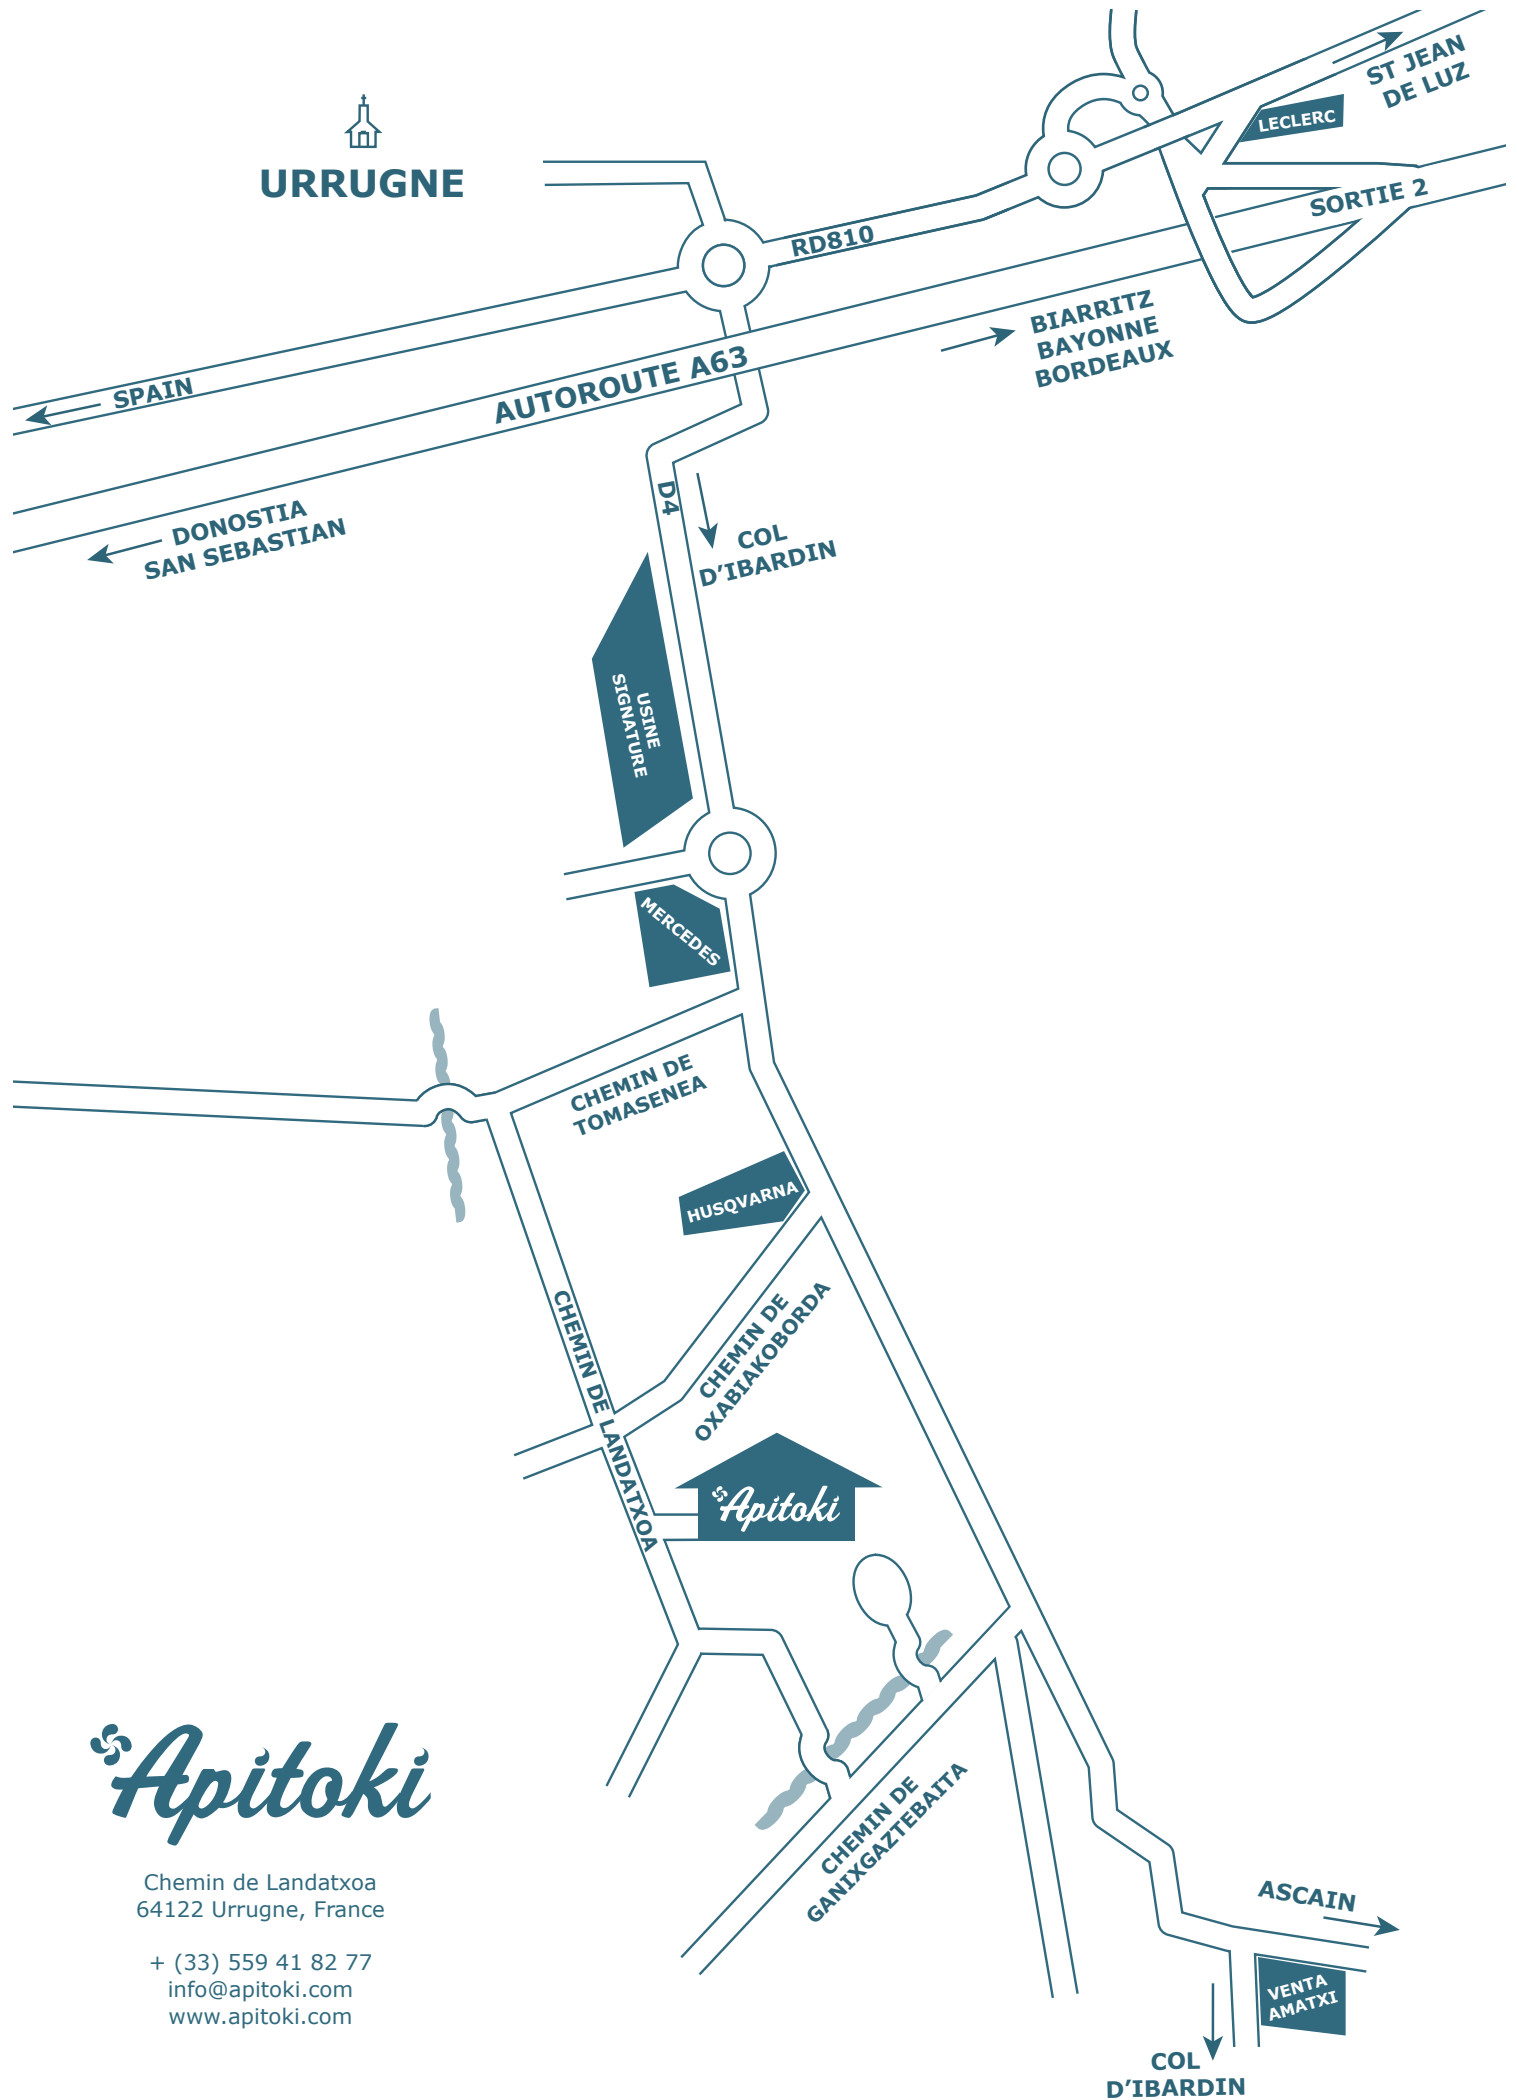 ST JEAN
DE LUZ
LECLERC
URRUGNE
SORTIE 2
RD810
BIARRITZ
BAYONNE
BORDEAUX
SPAIN
AUTOROUTE A63
DONOSTIA
SAN SEBASTIAN
D4
COL
D’IBARDIN
USINE
SIGNATURE
MERCEDES
CHEMIN DE
TOMASENEA
HUSQVARNA
CHEMIN DE
OXABIAKOBORDA
CHEMIN DE LANDATXOA
Apitoki
CHEMIN DE
GANIXGAZTEBAITA
Apitoki
Chemin de Landatxoa
64122 Urrugne, France
+ (33) 559 41 82 77
info@apitoki.com
www.apitoki.com
ASCAIN
VENTA
AMATXI
COL
D’IBARDIN